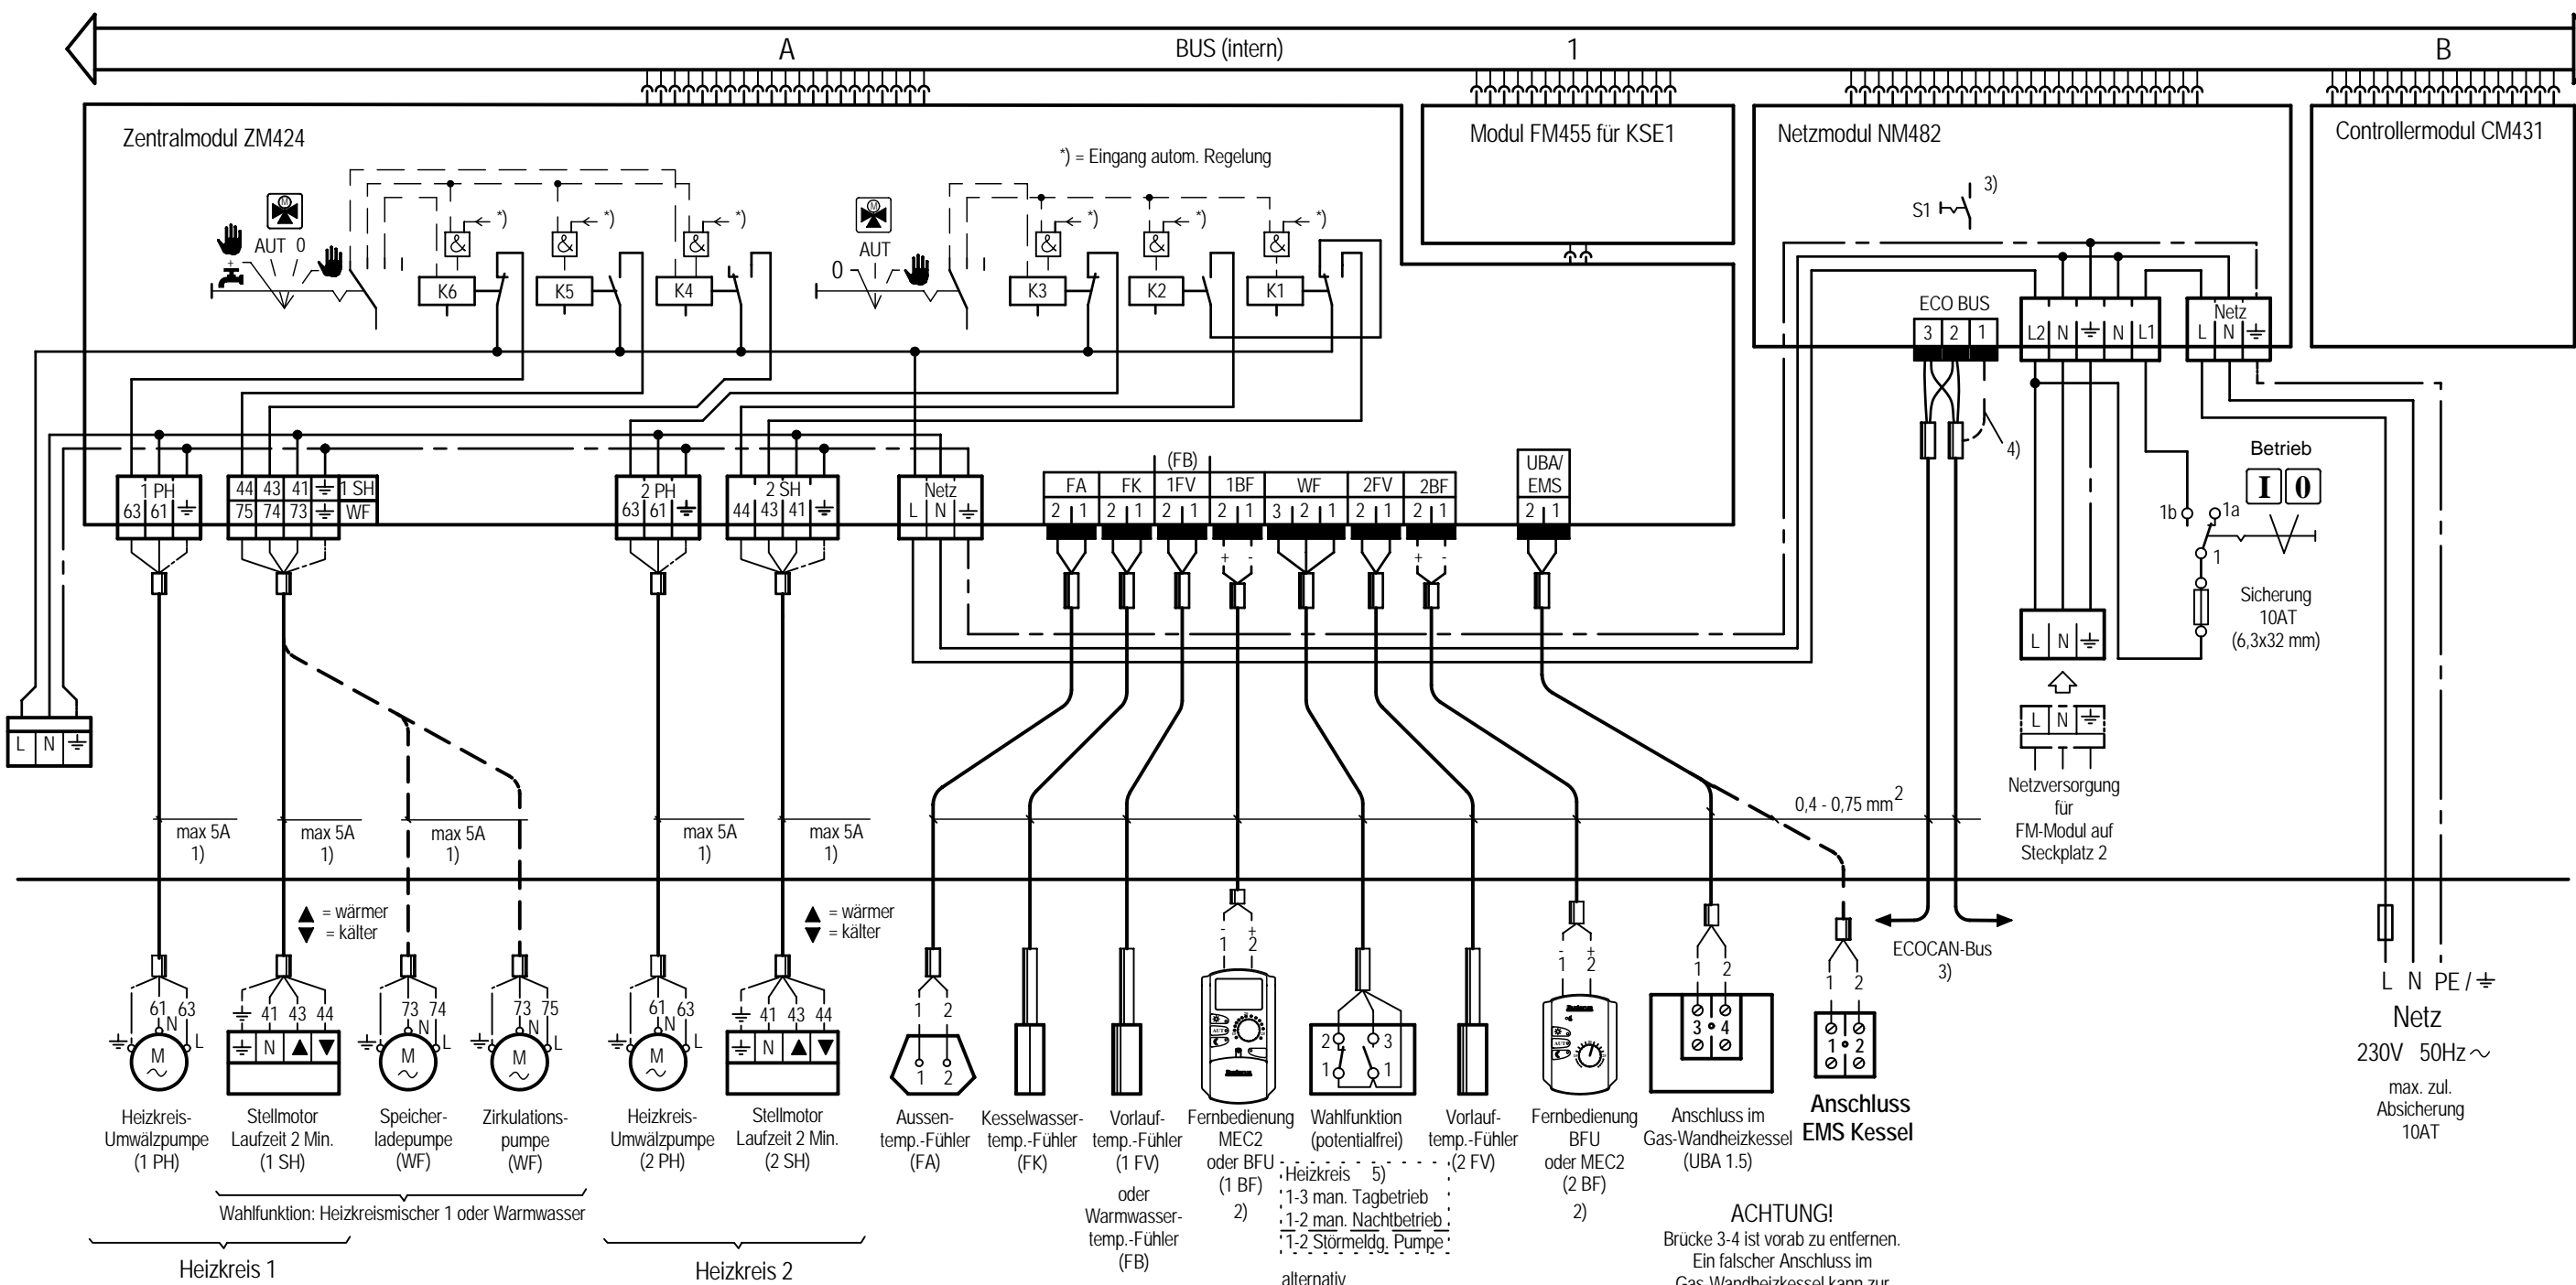 A BUS (intern) 1 B
Zentralmodul ZM424
*) = Eingang autom. Regelung
Modul FM455 für KSE1
Netzmodul NM482
Controllermodul CM431
M
AUT 0
+
& *) & *) & *)
K6 K5 K4
M
AUT
0
& *) & *) & *)
K3 K2 K1
S1 3)
ECO BUS
3 2 1
L2 N N L1
Netz
L N
4)
1 PH
63 61
44 43 41 1 SH
75 74 73 WF
2 PH
63 61
2 SH
44 43 41
Netz
L N
(FB)
FA FK 1FV 1BF WF 2FV 2BF
2 1 2 1 2 1 2 1 3 2 1 2 1 2 1
UBA/
EMS
2 1
+ - + -
Betrieb
I 0
1b 1a
1
Sicherung
10AT
(6,3x32 mm)
L N
L N
Netzversorgung
für
FM-Modul auf
Steckplatz 2
L N
max 5A
1)
max 5A
1)
max 5A
1)
max 5A
1)
max 5A
1)
0,4 - 0,75 mm2
▲ = wärmer
▼ = kälter
▲ = wärmer
▼ = kälter
ECOCAN-Bus
3)
61 63
N L
M
~
41 43 44
N ▲ ▼
73 74
N L
M
~
73 75
N L
M
~
61 63
N L
M
~
41 43 44
N ▲ ▼
1 2
1 2
- +
1 2
AUT
2 3
1 1
- +
1 2
AUT
1 2
3 4
1 2
1 2
L N PE /
Netz
230V 50Hz ~
max. zul.
Absicherung
10AT
Heizkreis-
Umwälzpumpe
(1 PH)
Stellmotor
Laufzeit 2 Min.
(1 SH)
Speicher-
ladepumpe
(WF)
Zirkulations-
pumpe
(WF)
Heizkreis-
Umwälzpumpe
(2 PH)
Stellmotor
Laufzeit 2 Min.
(2 SH)
Aussen-
temp.-Fühler
(FA)
Kesselwasser-
temp.-Fühler
(FK)
Vorlauf-
temp.-Fühler
(1 FV)
oder
Warmwasser-
temp.-Fühler
(FB)
Fernbedienung
MEC2
oder BFU
(1 BF)
2)
Wahlfunktion
(potentialfrei)
Heizkreis 5)
1-3 man. Tagbetrieb
1-2 man. Nachtbetrieb
1-2 Störmeldg. Pumpe
alternativ
Vorlauf-
temp.-Fühler
(2 FV)
Fernbedienung
BFU
oder MEC2
(2 BF)
2)
Anschluss im
Gas-Wandheizkessel
(UBA 1.5)
Anschluss
EMS Kessel
ACHTUNG!
Brücke 3-4 ist vorab zu entfernen.
Ein falscher Anschluss im
Gas-Wandheizkessel kann zur
Wahlfunktion: Heizkreismischer 1 oder Warmwasser
Heizkreis 1
Heizkreis 2